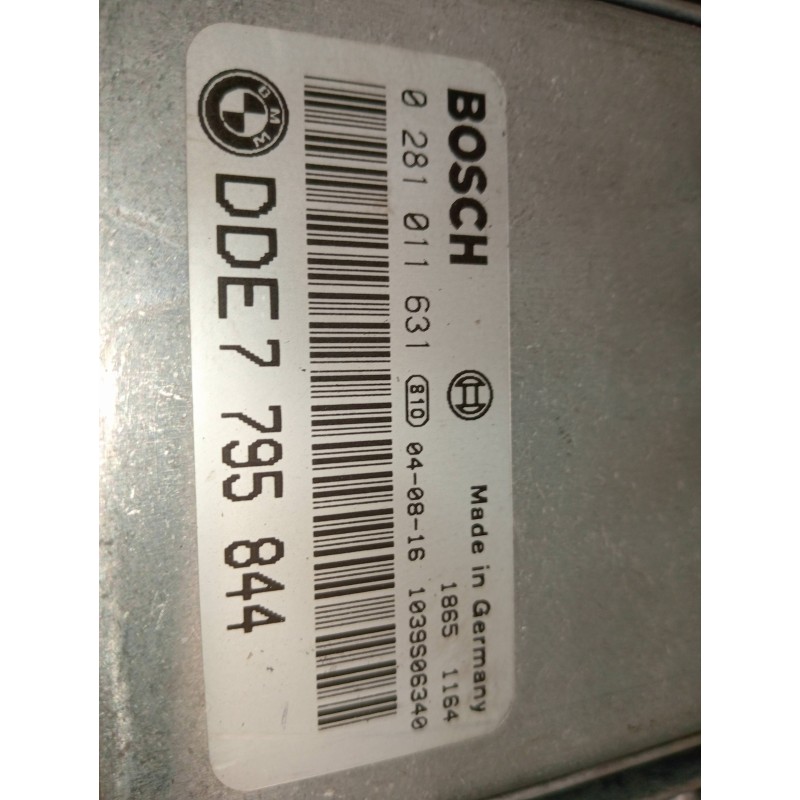 BOSCH Made in Germany
1865 1164
0 281 011 631 810 04-08-16 1039S06340
BMW
DDE7 795 844